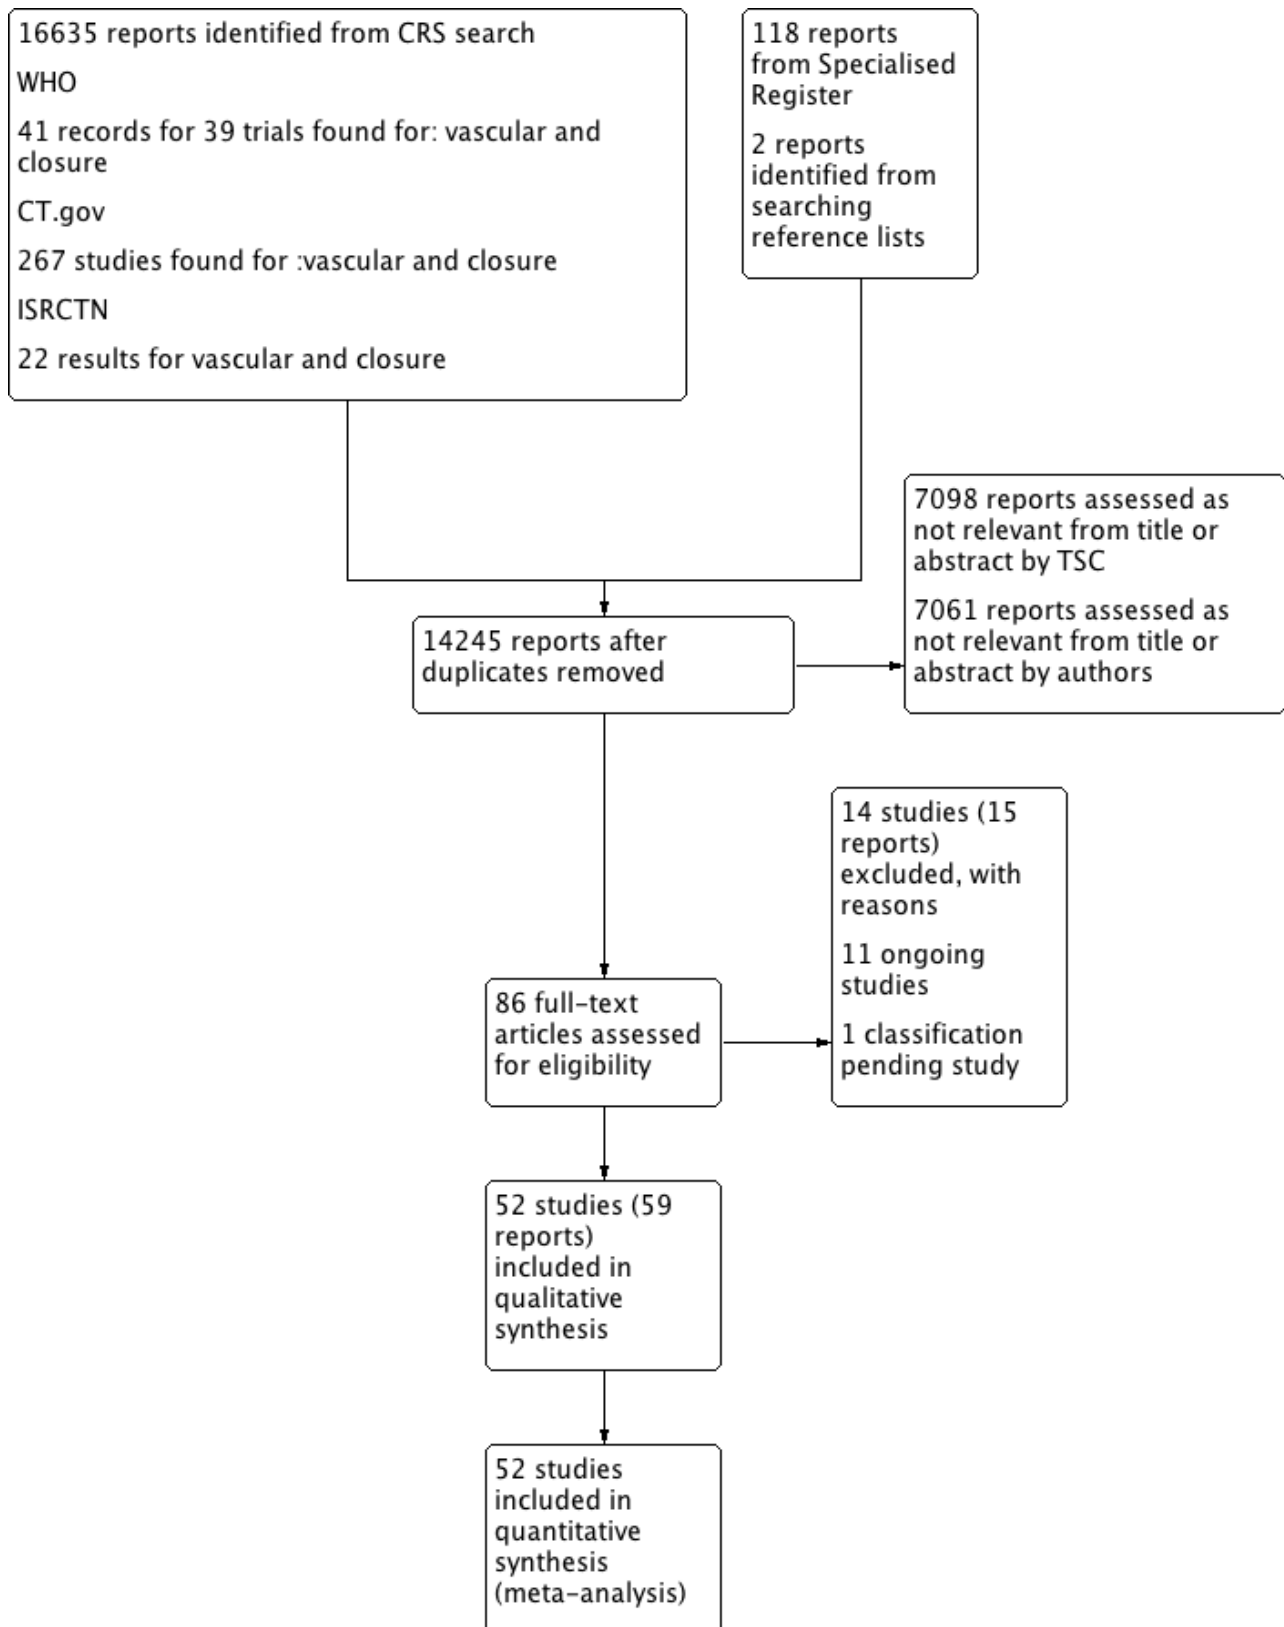 16635 reports identified from CRS search
WHO
41 records for 39 trials found for: vascular and
closure
CT.gov
267 studies found for :vascular and closure
ISRCTN
22 results for vascular and closure
118 reports
from Specialised
Register
2 reports
identified from
searching
reference lists
7098 reports assessed as
not relevant from title or
abstract by TSC
7061 reports assessed as
not relevant from title or
abstract by authors
14245 reports after
duplicates removed
14 studies (15
reports)
excluded, with
reasons
11 ongoing
studies
1 classification
pending study
86 full-text
articles assessed
for eligibility
52 studies (59
reports)
included in
qualitative
synthesis
52 studies
included in
quantitative
synthesis
(meta-analysis)